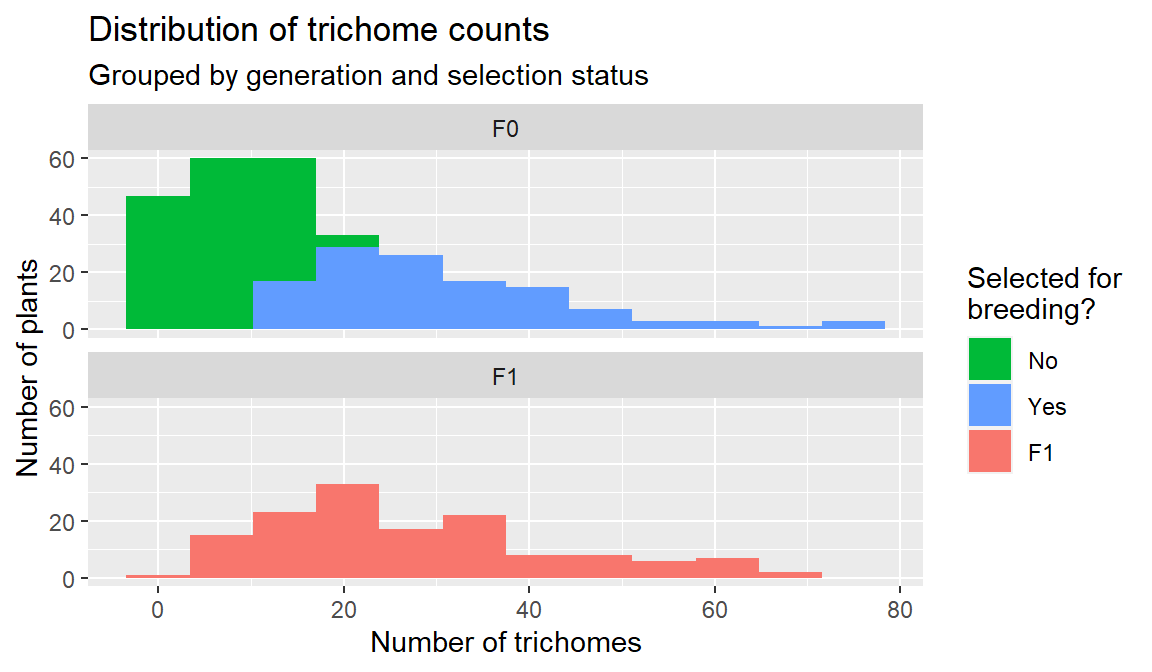 Distribution of trichome counts
Grouped by generation and selection status
F0
60
40
20
0
F1
60
40
20
0
0 20 40 60 80
Number of trichomes
Number of plants
Selected for
breeding?
No
Yes
F1